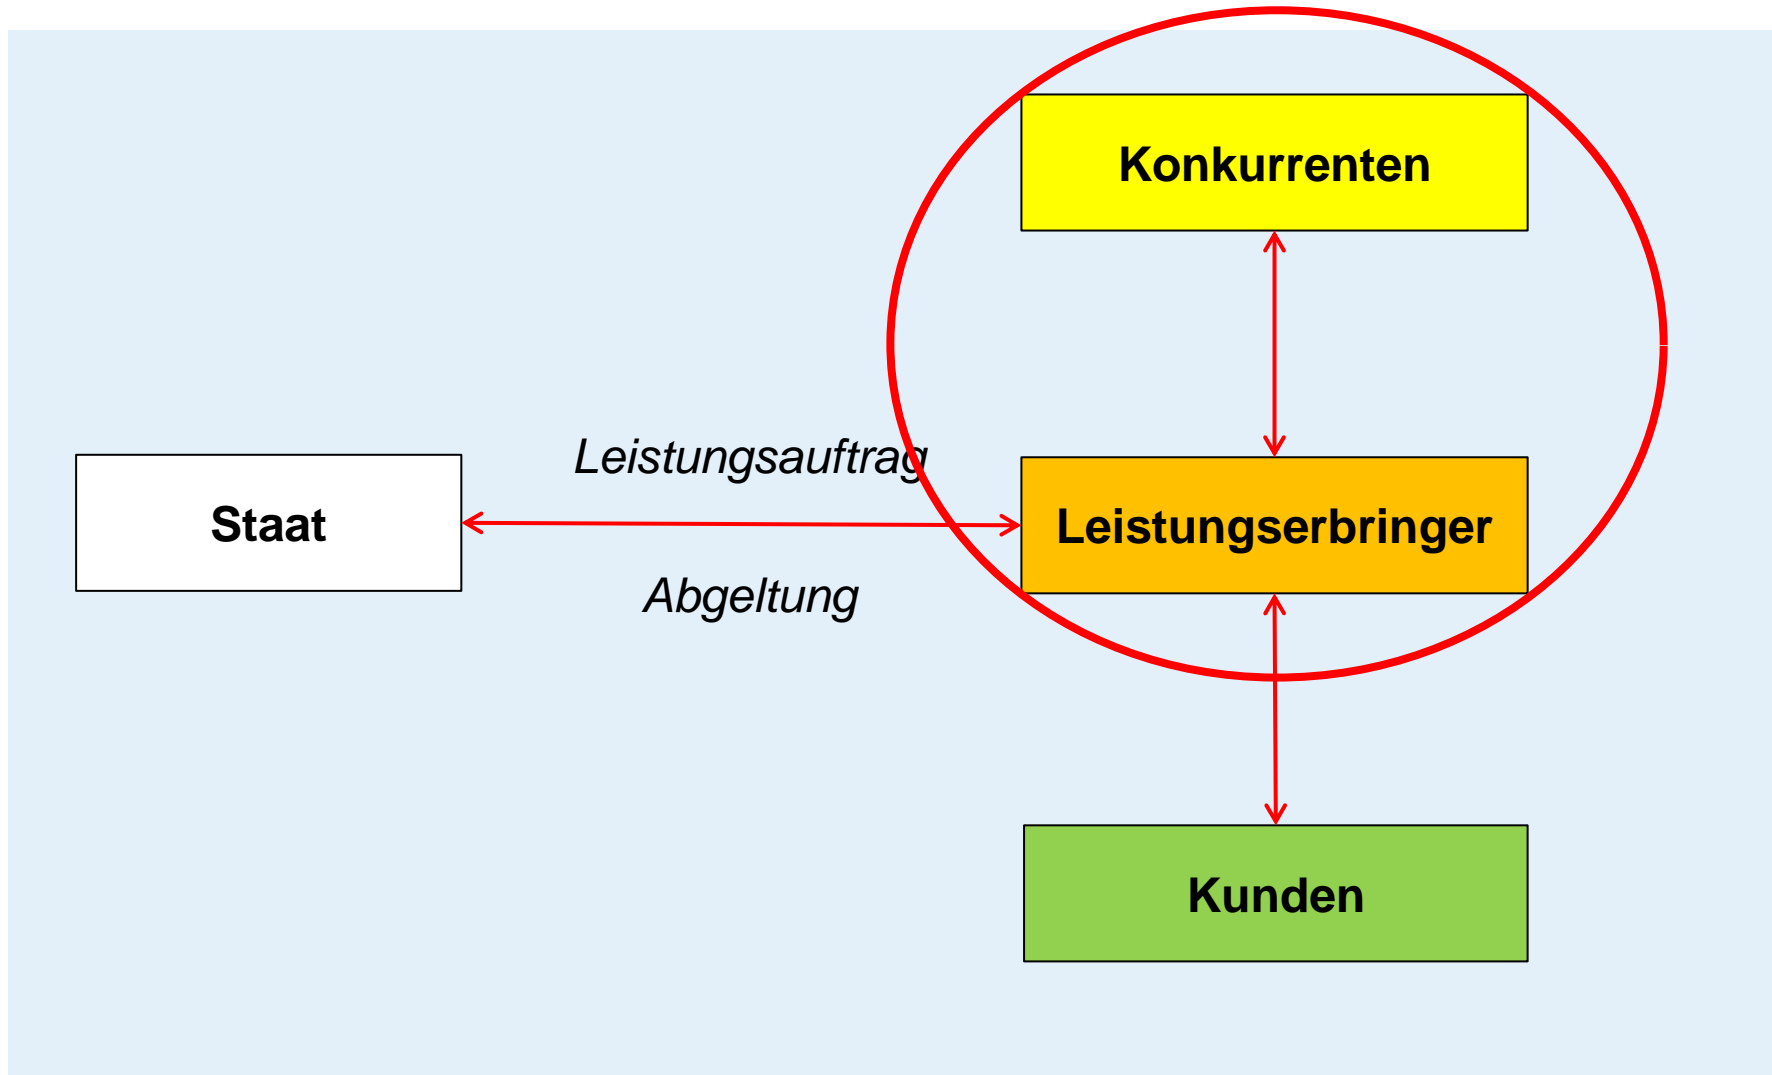 Konkurrenten
Leistungsauftrag
Staat
Leistungserbringer
Abgeltung
Kunden